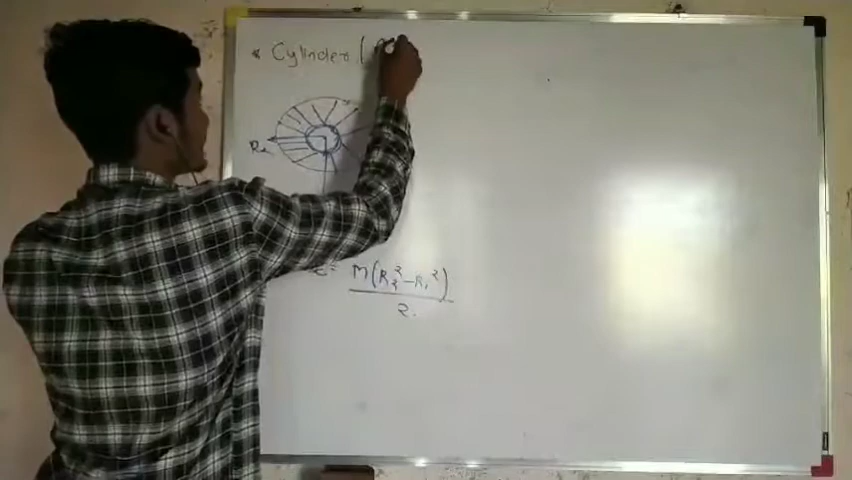 * Cylinder (
R₂
= M(R₂² - R₁²)
2.